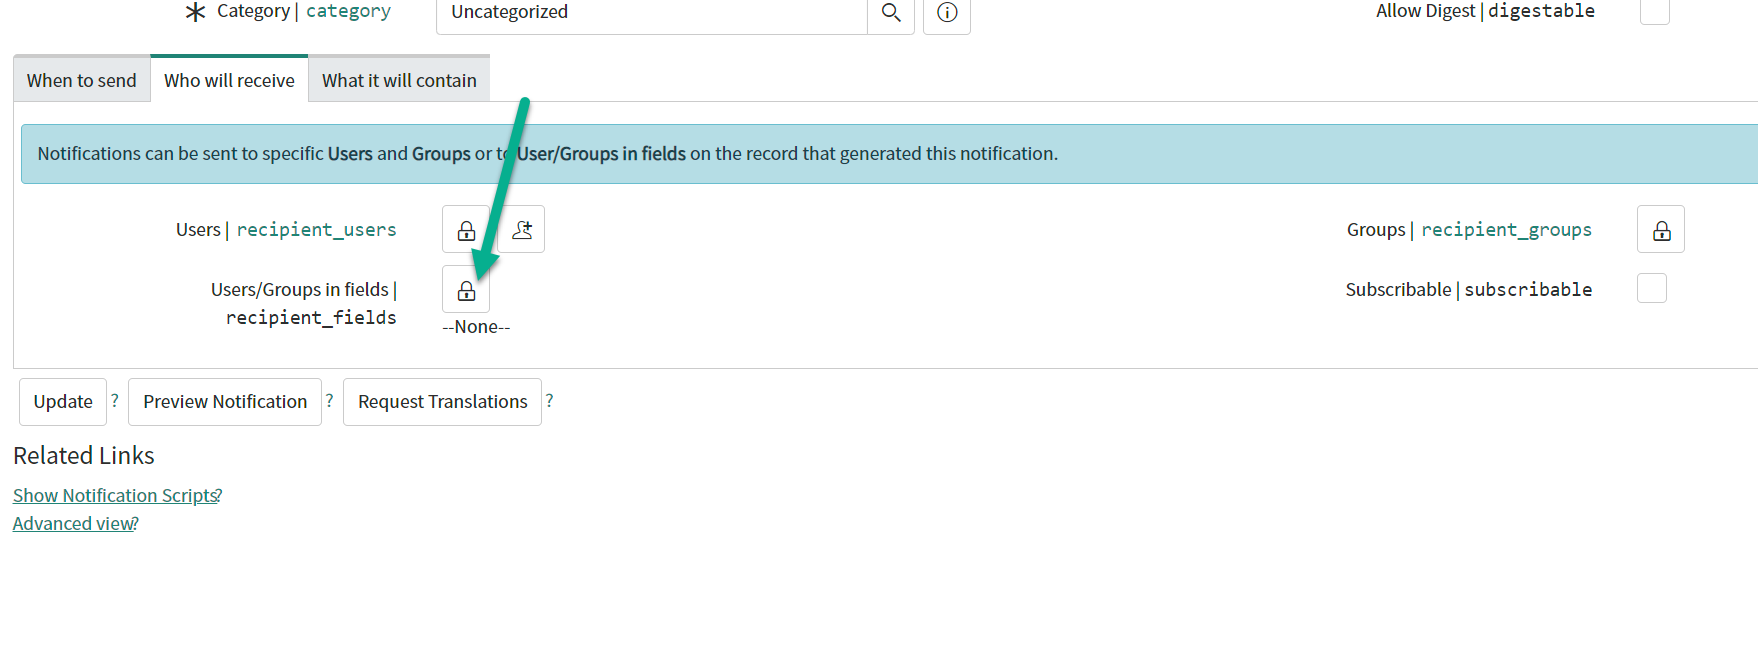 Category | category
Uncategorized
Allow Digest | digestable
When to send
Who will receive
What it will contain
Notifications can be sent to specific Users and Groups or to User/Groups in fields on the record that generated this notification.
Users | recipient_users
Groups | recipient_groups
Users/Groups in fields |
recipient_fields
--None--
Subscribable | subscribable
Update ?
Preview Notification ?
Request Translations ?
Related Links
Show Notification Scripts?
Advanced view?